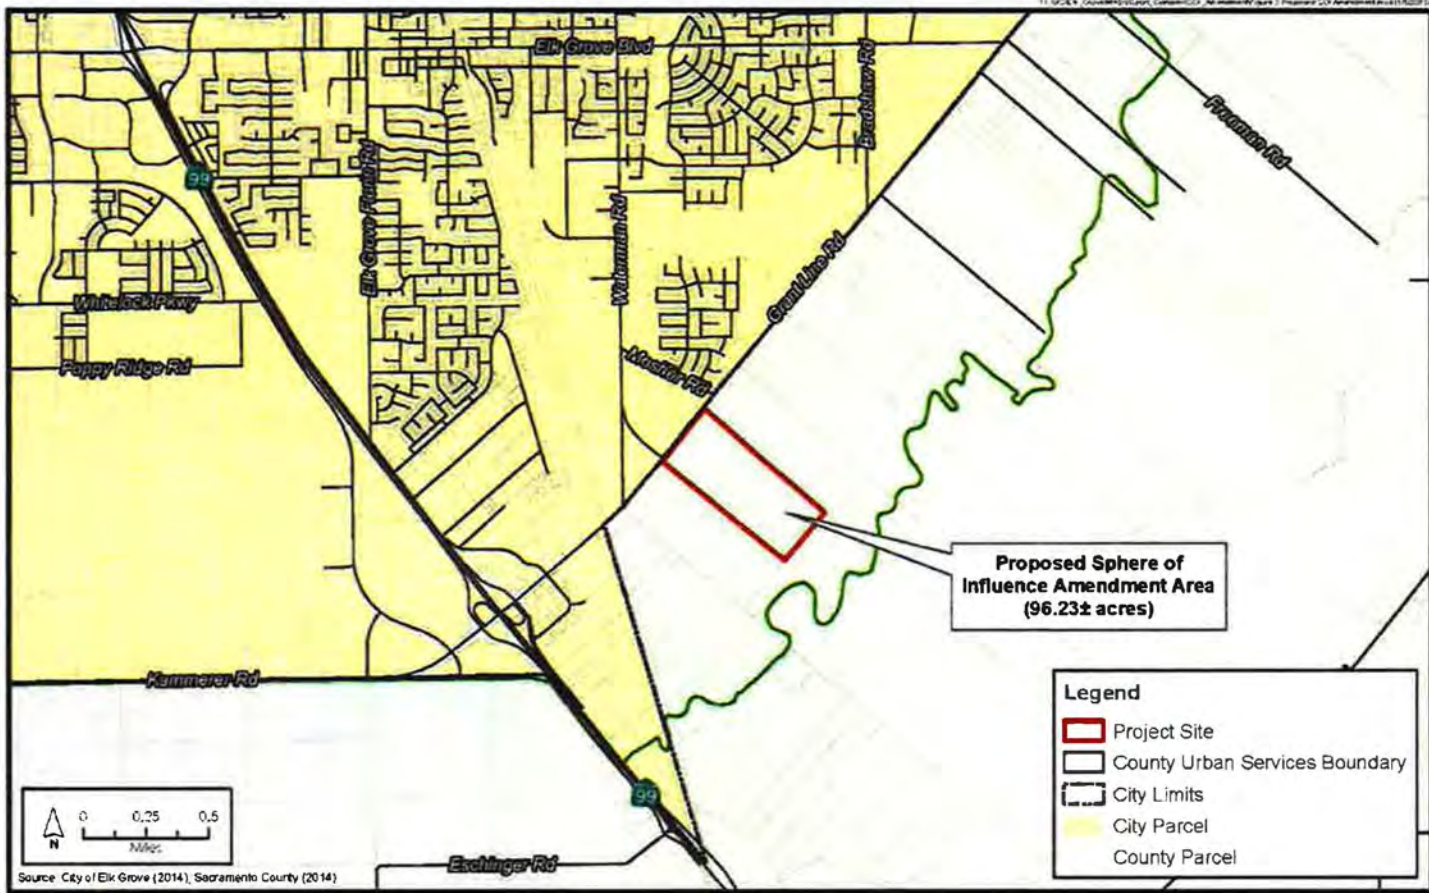 Elk Grove Blvd
Bradshaw Rd
Freeman Rd
99
Elk Grove Florin Rd
Waterman Rd
Grant Line Rd
Whitelock Pkwy
Poppy Ridge Rd
Mosher Rd
Proposed Sphere of
Influence Amendment Area
(96.23± acres)
Kammerer Rd
99
Eschinger Rd
Legend
Project Site
County Urban Services Boundary
City Limits
City Parcel
County Parcel
N
0 0.25 0.5
Miles
Source: City of Elk Grove (2014), Sacramento County (2014)